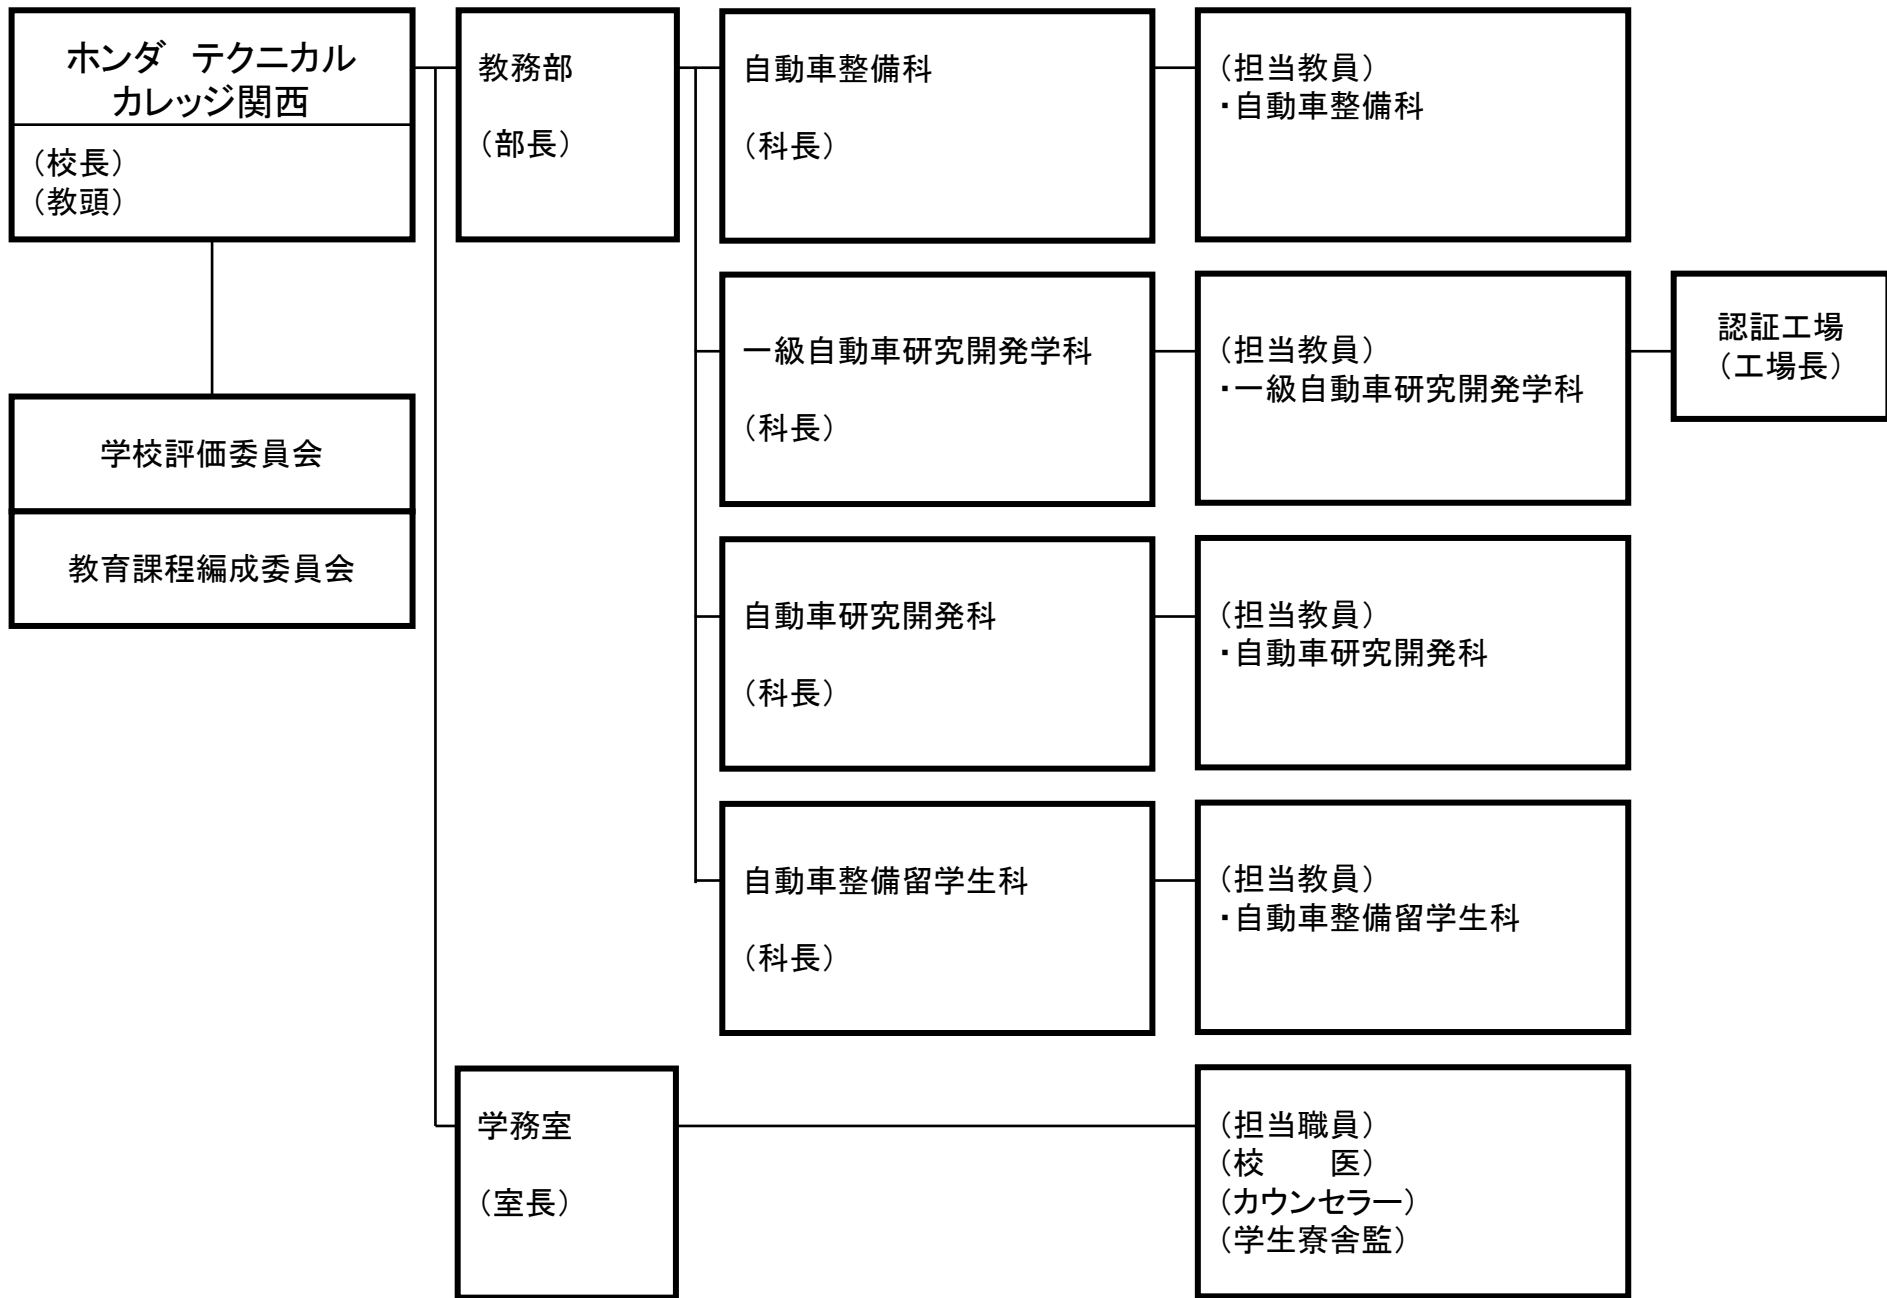 ホンダ　テクニカル
カレッジ関西
（校長）
（教頭）
学校評価委員会
教育課程編成委員会
教務部
（部長）
自動車整備科
（科長）
（担当教員）
・自動車整備科
一級自動車研究開発学科
（科長）
（担当教員）
・一級自動車研究開発学科
認証工場
（工場長）
自動車研究開発科
（科長）
（担当教員）
・自動車研究開発科
自動車整備留学生科
（科長）
（担当教員）
・自動車整備留学生科
学務室
（室長）
（担当職員）
（校　　医）
（カウンセラー）
（学生寮舎監）